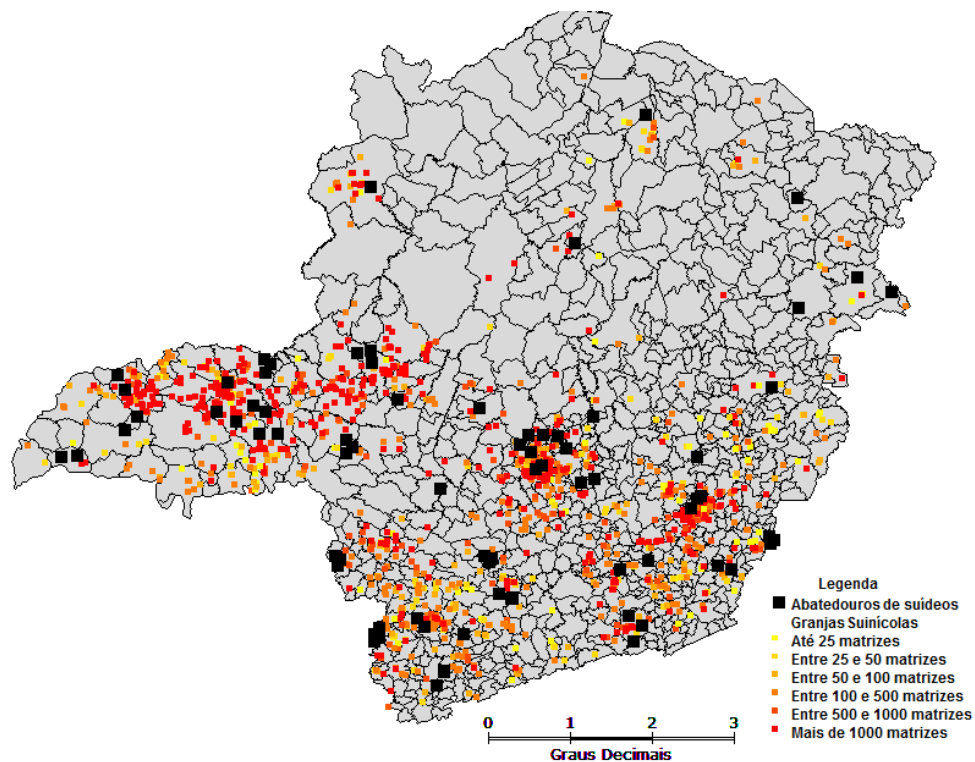 Legenda
Abatedouros de suídeos
Granjas Suinícolas
Até 25 matrizes
Entre 25 e 50 matrizes
Entre 50 e 100 matrizes
Entre 100 e 500 matrizes
Entre 500 e 1000 matrizes
Mais de 1000 matrizes
0 1 2 3
Graus Decimais